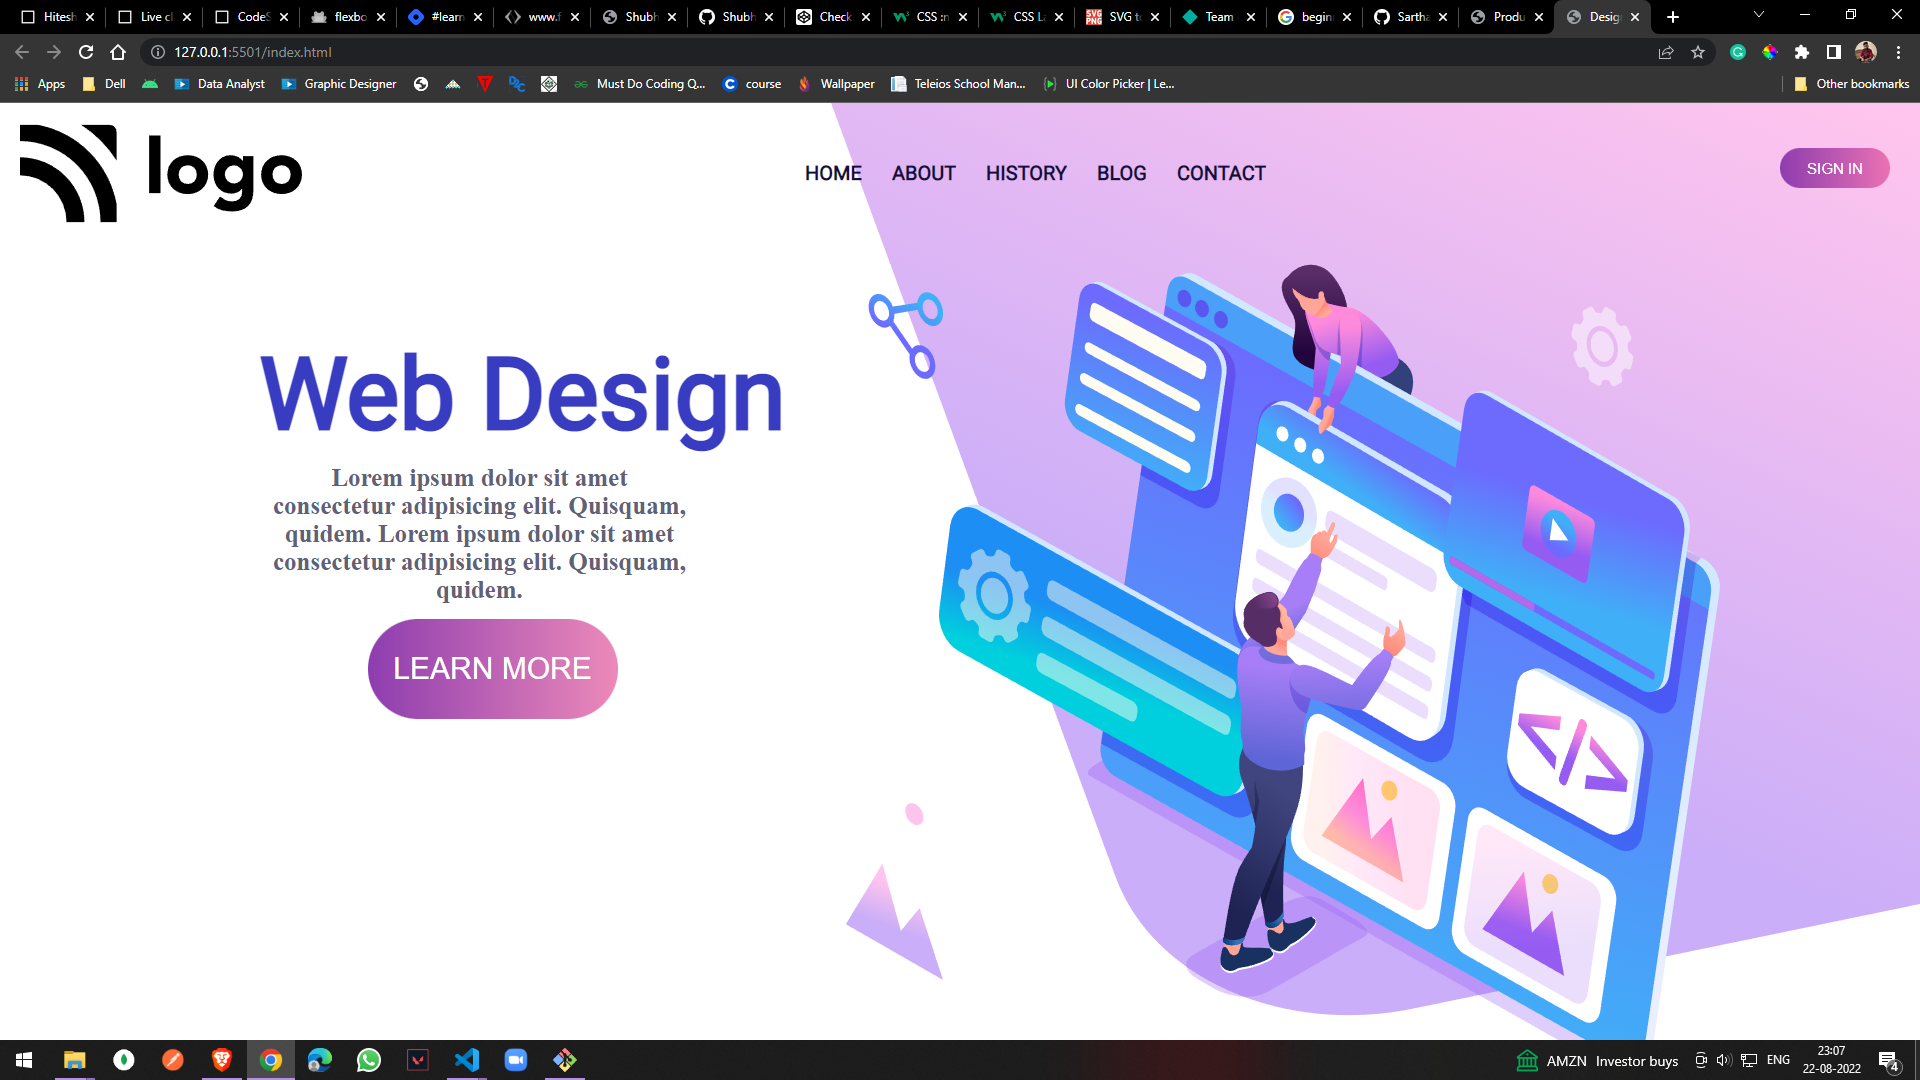 Hitesh
Live cl
CodeS
flexbo
#learn
www.f
Shubh
Shubh
Check
CSS :n
CSS La
SVG to
Team
begin
Sartha
Produ
Desig
127.0.0.1:5501/index.html
Apps
Dell
Data Analyst
Graphic Designer
Must Do Coding Q...
course
Wallpaper
Teleios School Man...
UI Color Picker | Le...
Other bookmarks
logo
HOME
ABOUT
HISTORY
BLOG
CONTACT
SIGN IN
Web Design
Lorem ipsum dolor sit amet
consectetur adipisicing elit. Quisquam,
quidem. Lorem ipsum dolor sit amet
consectetur adipisicing elit. Quisquam,
quidem.
LEARN MORE
</>
AMZN Investor buys
ENG
23:07
22-08-2022
4